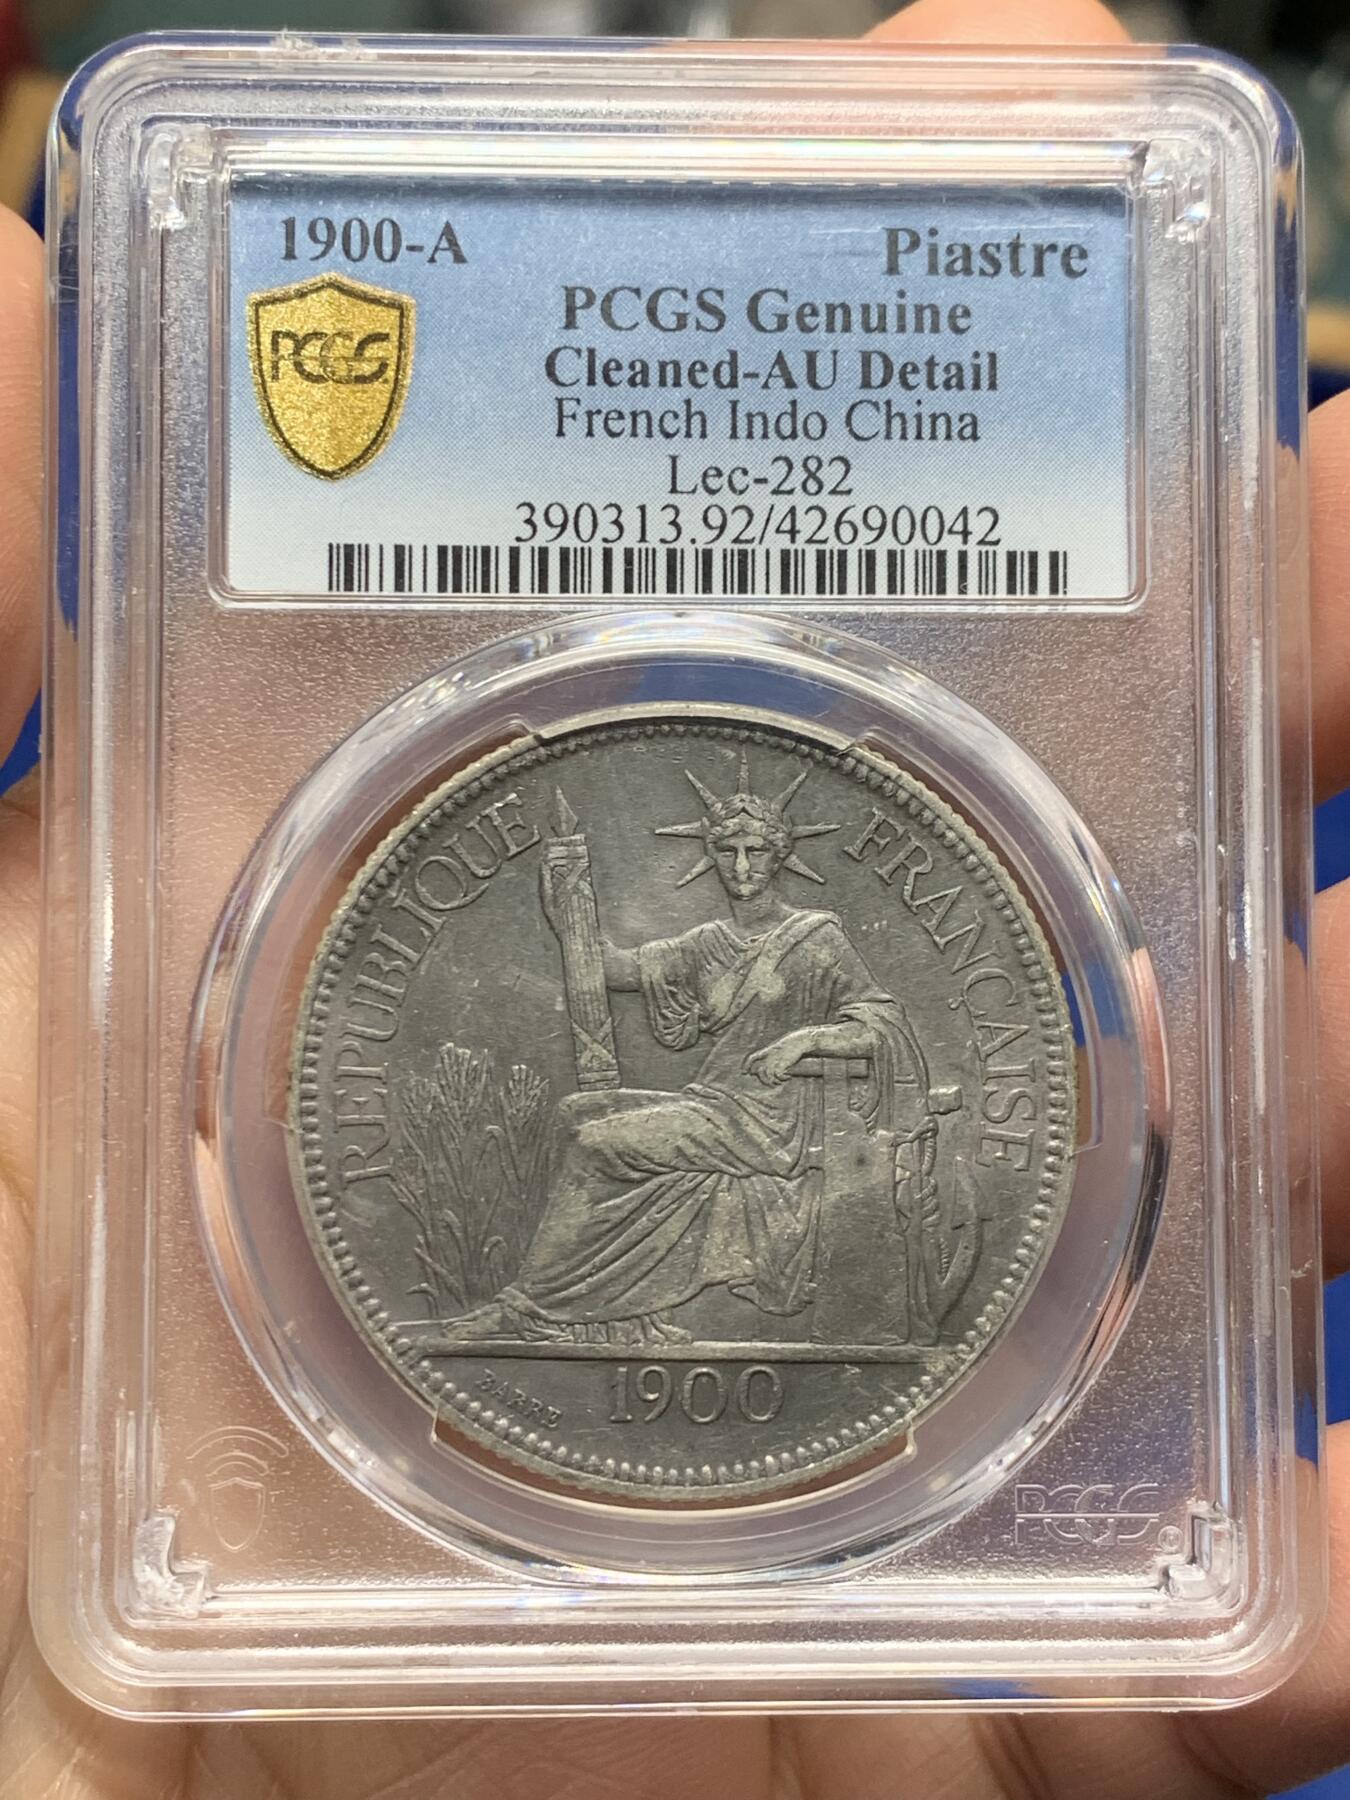 1900-A Piastre
PCGS
PCGS Genuine
Cleaned-AU Detail
French Indo China
Lec-282
390313.92/42690042
REPUBLIQUE FRANÇAISE
BARRE 1900
PCGS®